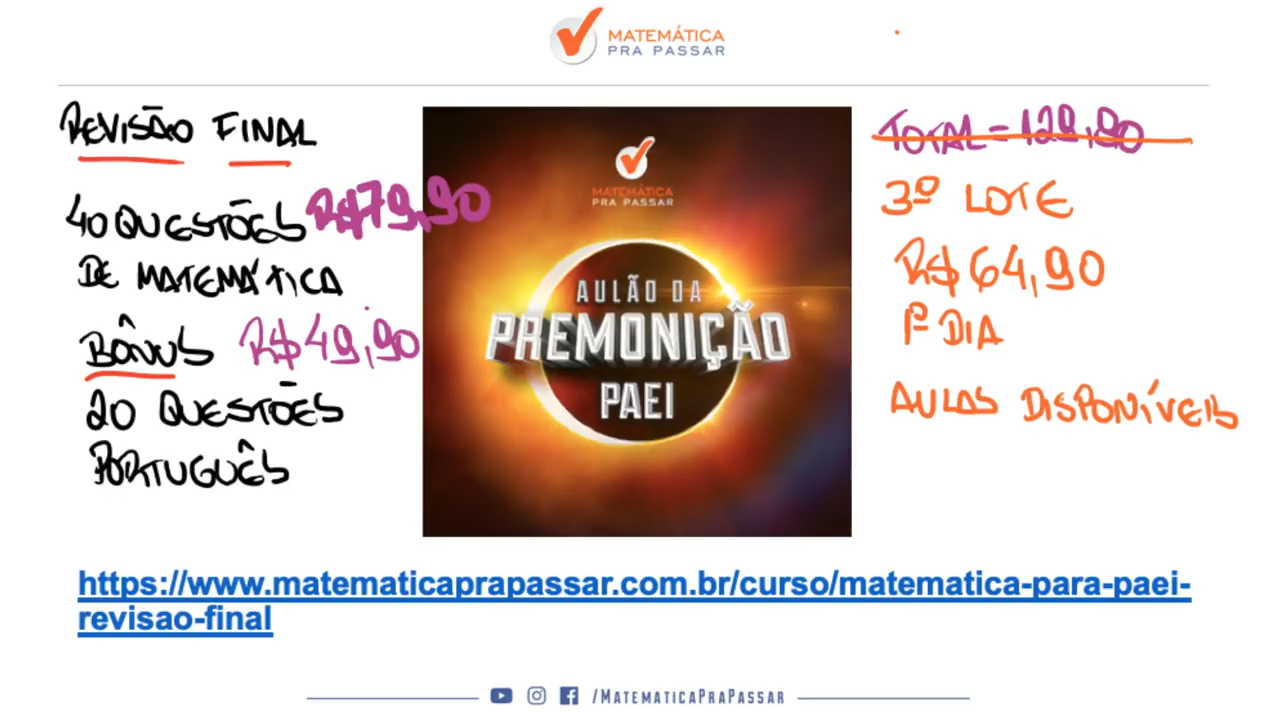 MATEMÁTICA
PRA PASSAR
REVISÃO FINAL
40 QUESTÕES R$79,90
DE MATEMÁTICA
BÔNUS R$49,90
20 QUESTÕES
PORTUGUÊS
MATEMÁTICA
PRA PASSAR
AULÃO DA
PREMONIÇÃO
PAEI
TOTAL = 129,90
3º LOTE
R$64,90
1º DIA
AULAS DISPONÍVEIS
https://www.matematicaprapassar.com.br/curso/matematica-para-paei-
revisao-final
/MATEMATICAPRAPASSAR